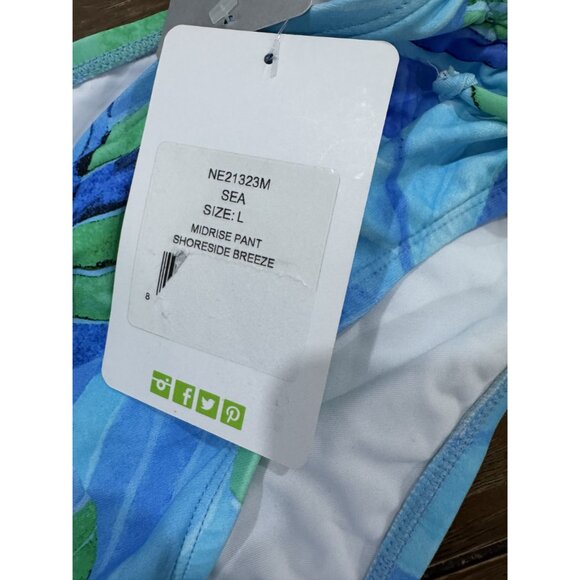 NE21323M
SEA
SIZE: L
MIDRISE PANT
SHORESIDE BREEZE
8